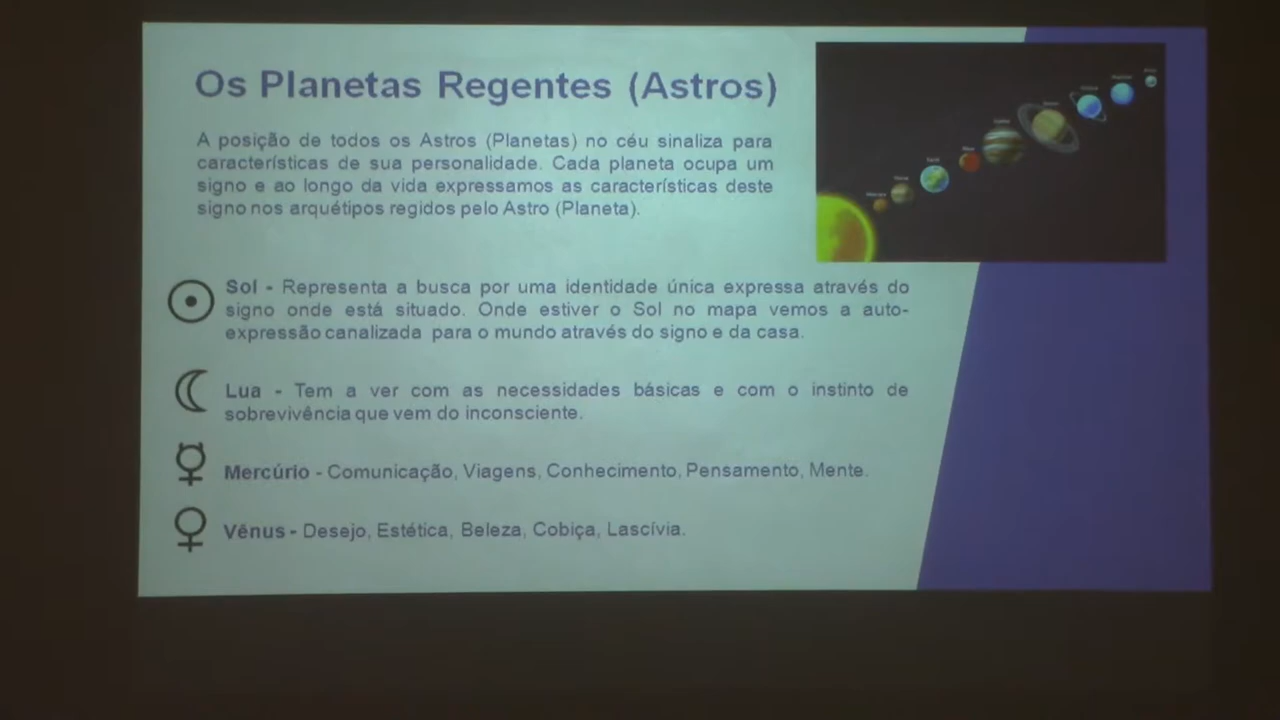 Os Planetas Regentes (Astros)
A posição de todos os Astros (Planetas) no céu sinaliza para
características de sua personalidade. Cada planeta ocupa um
signo e ao longo da vida expressamos as características deste
signo nos arquétipos regidos pelo Astro (Planeta).
Sol - Representa a busca por uma identidade única expressa através do
signo onde está situado. Onde estiver o Sol no mapa vemos a auto-
expressão canalizada para o mundo através do signo e da casa.
Lua - Tem a ver com as necessidades básicas e com o instinto de
sobrevivência que vem do inconsciente.
Mercúrio - Comunicação, Viagens, Conhecimento, Pensamento, Mente.
Vênus - Desejo, Estética, Beleza, Cobiça, Lascívia.